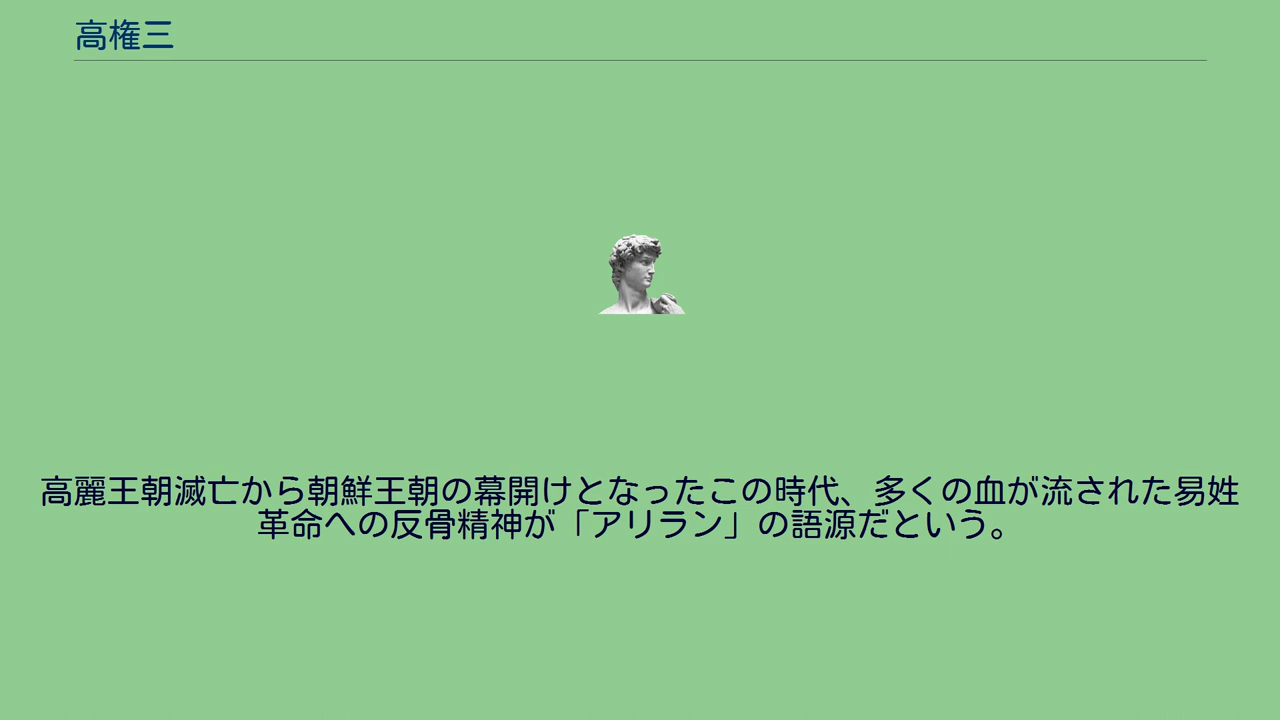 高権三
高麗王朝滅亡から朝鮮王朝の幕開けとなったこの時代、多くの血が流された易姓
革命への反骨精神が「アリラン」の語源だという。